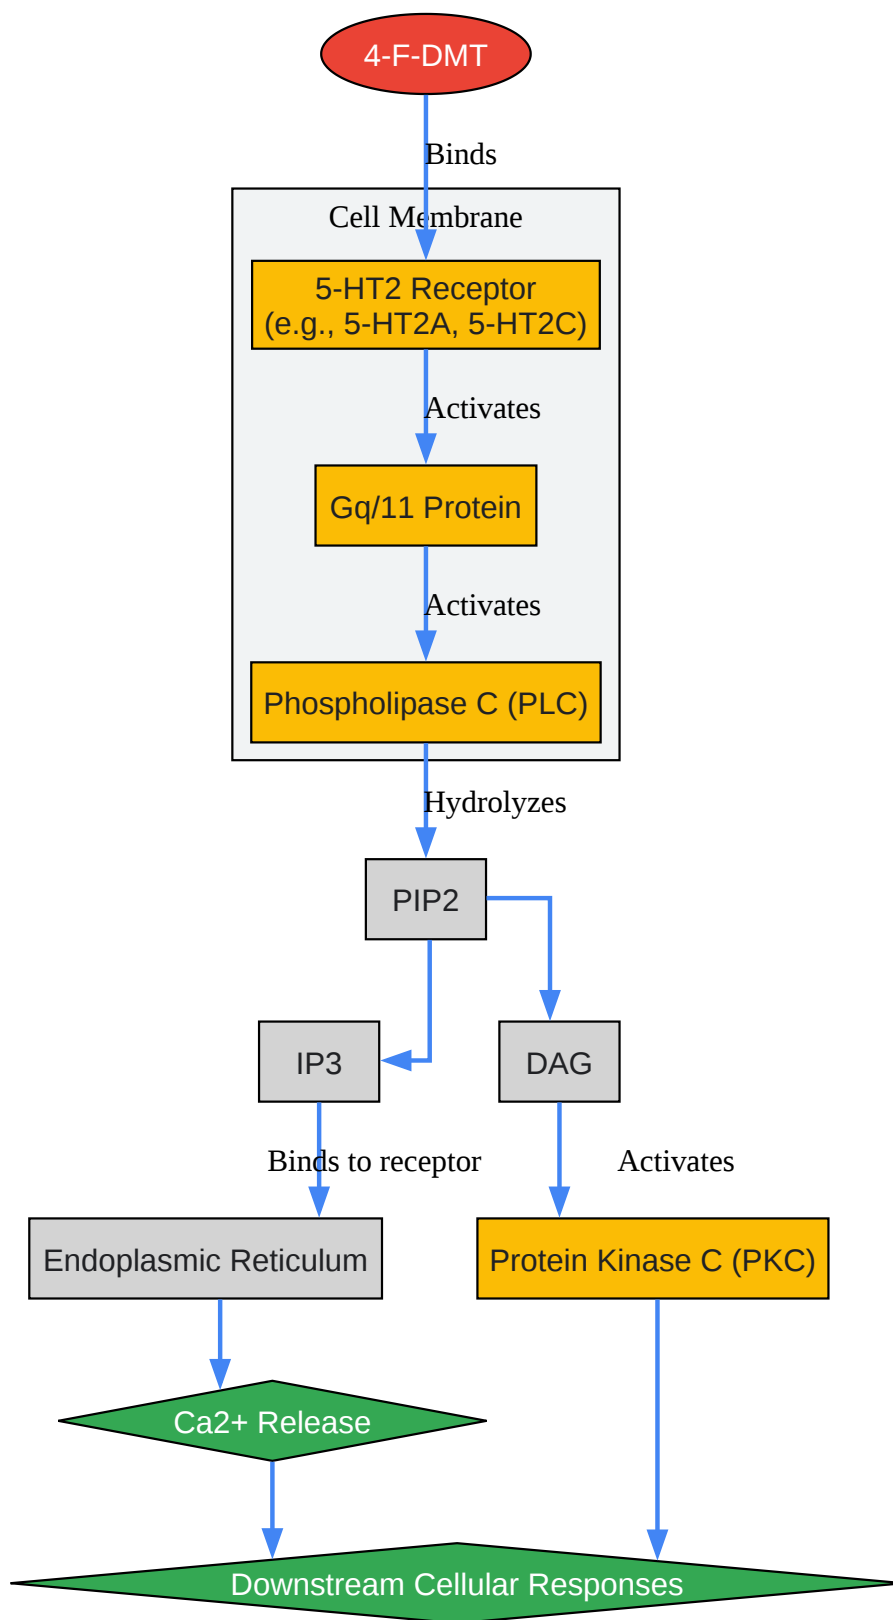 4-F-DMT
Binds
Cell Membrane
5-HT2 Receptor
(e.g., 5-HT2A, 5-HT2C)
Activates
Gq/11 Protein
Activates
Phospholipase C (PLC)
Hydrolyzes
PIP2
IP3
DAG
Binds to receptor
Activates
Endoplasmic Reticulum
Protein Kinase C (PKC)
Ca2+ Release
Downstream Cellular Responses